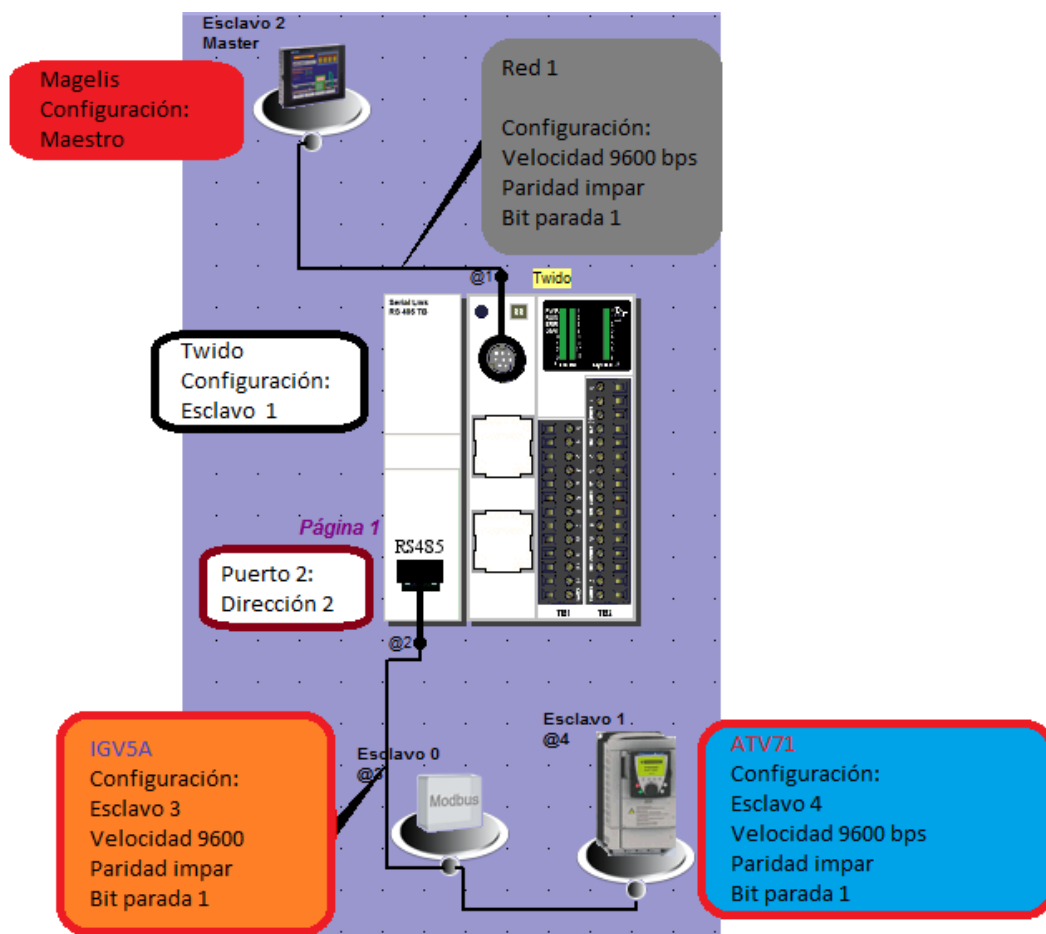 Esclavo 2
Master
Magelis
Configuración:
Maestro
Red 1
Configuración:
Velocidad 9600 bps
Paridad impar
Bit parada 1
@1
Twido
Serial Link
RS 485 TB
Twido
Configuración:
Esclavo 1
Página 1
RS485
Puerto 2:
Dirección 2
TB1
TB2
@2
IGV5A
Configuración:
Esclavo 3
Velocidad 9600
Paridad impar
Bit parada 1
Esclavo 0
@3
Modbus
Esclavo 1
@4
ATV71
Configuración:
Esclavo 4
Velocidad 9600 bps
Paridad impar
Bit parada 1